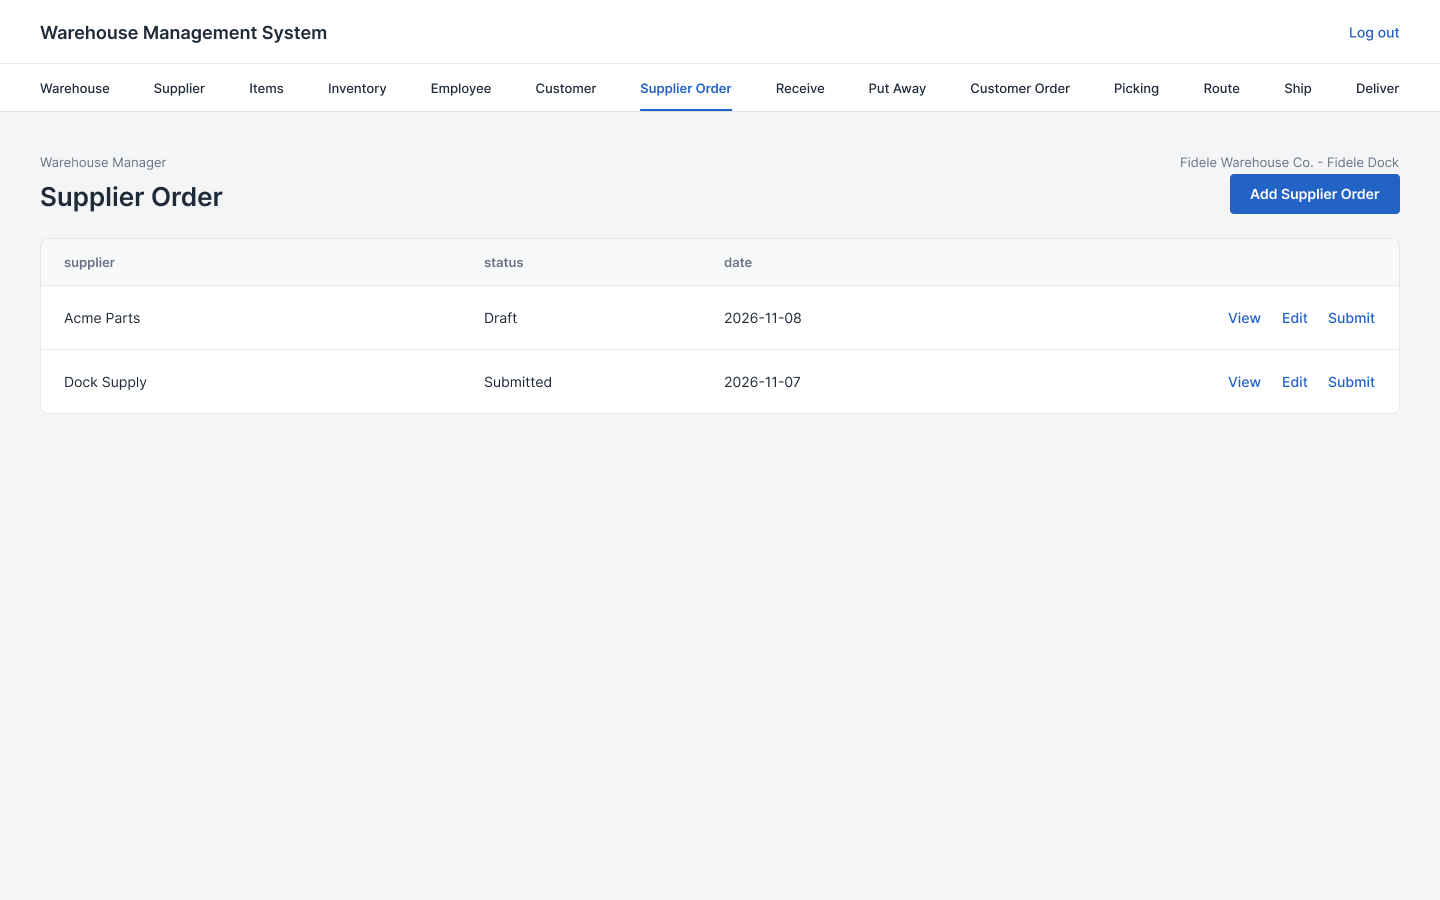 Warehouse Management System
Log out
Warehouse Supplier Items Inventory Employee Customer Supplier Order Receive Put Away Customer Order Picking Route Ship Deliver
Warehouse Manager
Fidele Warehouse Co. - Fidele Dock
Supplier Order
Add Supplier Order
supplier status date
Acme Parts Draft 2026-11-08 View Edit Submit
Dock Supply Submitted 2026-11-07 View Edit Submit